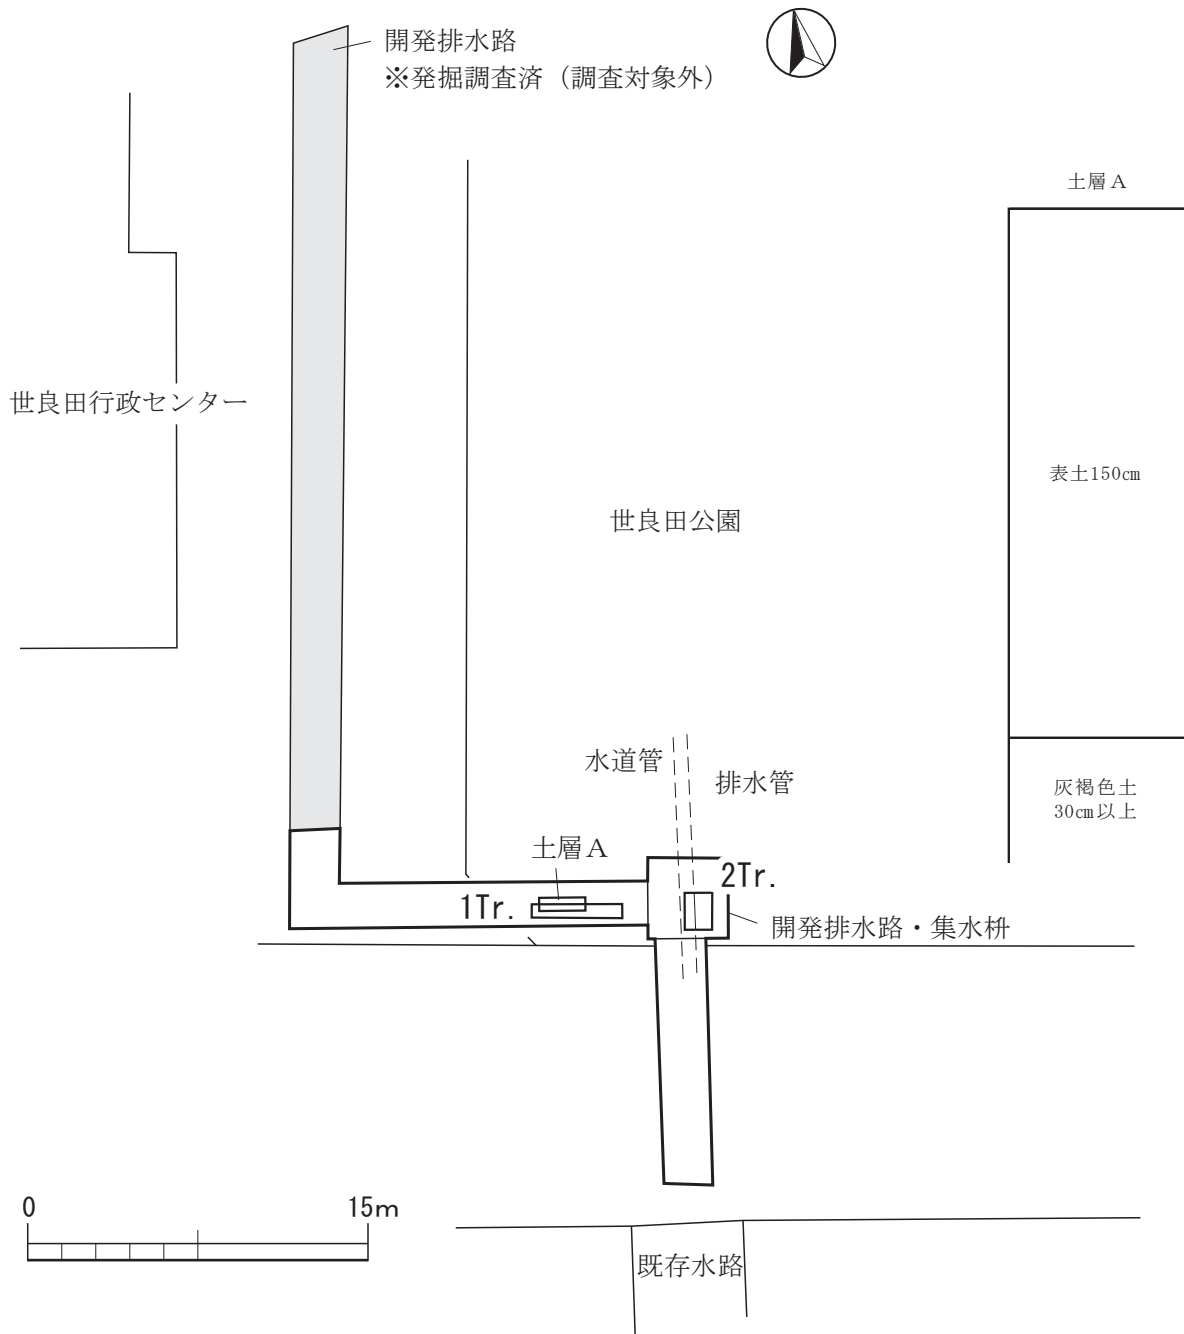 開発排水路
※発掘調査済（調査対象外）
土層A
世良田行政センター
表土150㎝
世良田公園
水道管
排水管
灰褐色土
30㎝以上
土層A
2Tr.
1Tr.
開発排水路・集水枡
0
15m
既存水路